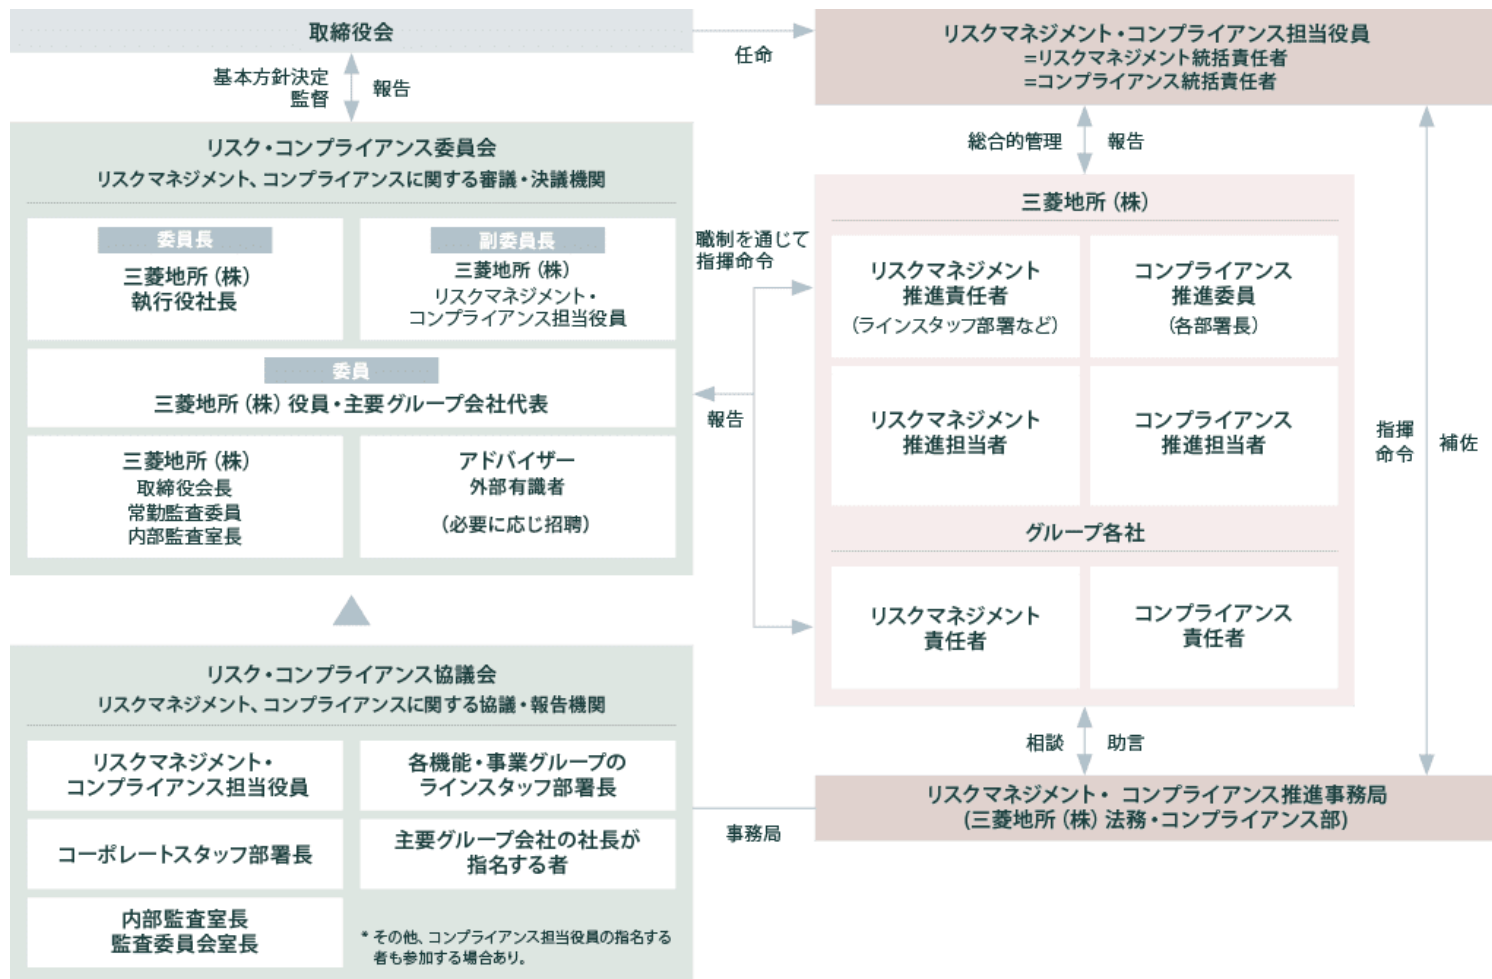 取締役会
任命
リスクマネジメント・コンプライアンス担当役員
=リスクマネジメント統括責任者
=コンプライアンス統括責任者
基本方針決定
監督
報告
リスク・コンプライアンス委員会
リスクマネジメント、コンプライアンスに関する審議・決議機関
委員長
三菱地所（株）
執行役社長
副委員長
三菱地所（株）
リスクマネジメント・
コンプライアンス担当役員
委員
三菱地所（株）役員・主要グループ会社代表
三菱地所（株）
取締役会長
常勤監査委員
内部監査室長
アドバイザー
外部有識者
（必要に応じ招聘）
職制を通じて
指揮命令
報告
総合的管理
報告
三菱地所（株）
リスクマネジメント
推進責任者
（ラインスタッフ部署など）
コンプライアンス
推進委員
（各部署長）
リスクマネジメント
推進担当者
コンプライアンス
推進担当者
グループ各社
リスクマネジメント
責任者
コンプライアンス
責任者
指揮
命令
補佐
相談
助言
リスク・コンプライアンス協議会
リスクマネジメント、コンプライアンスに関する協議・報告機関
リスクマネジメント・
コンプライアンス担当役員
各機能・事業グループの
ラインスタッフ部署長
コーポレートスタッフ部署長
主要グループ会社の社長が
指名する者
内部監査室長
監査委員会室長
* その他、コンプライアンス担当役員の指名する
者も参加する場合あり。
事務局
リスクマネジメント・ コンプライアンス推進事務局
(三菱地所（株）法務・コンプライアンス部)